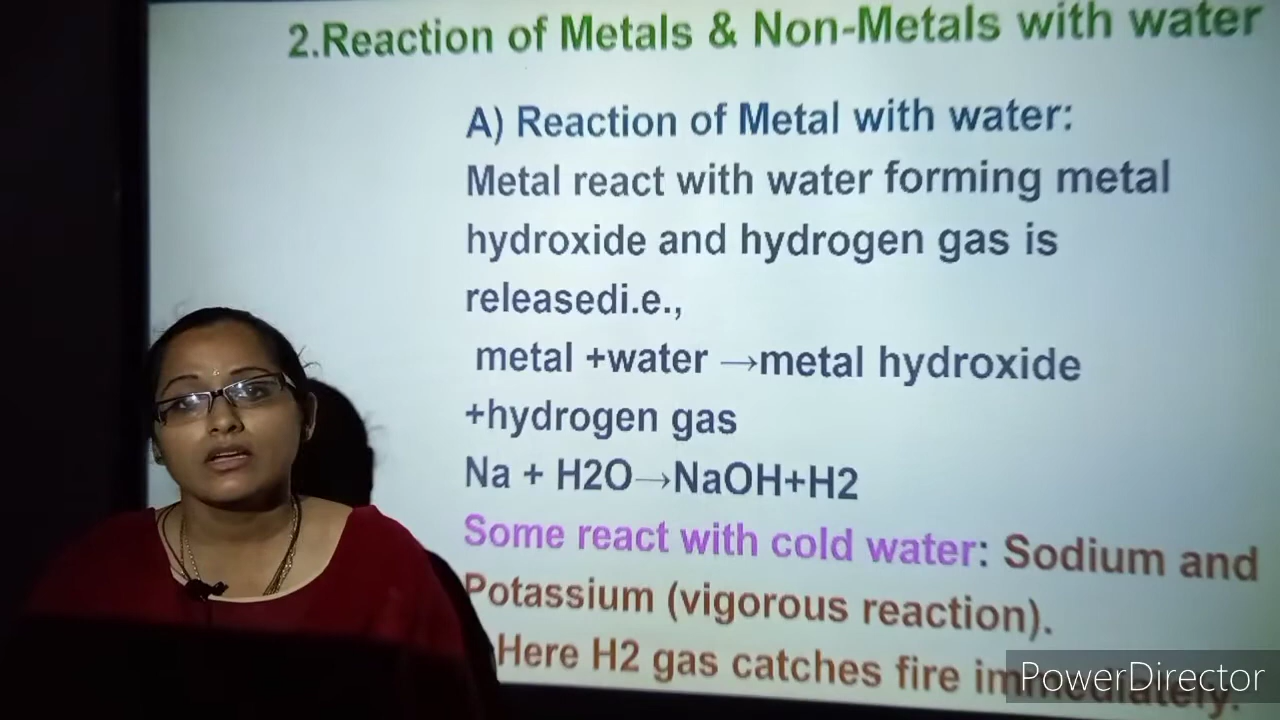 2.Reaction of Metals & Non-Metals with water
A) Reaction of Metal with water:
Metal react with water forming metal
hydroxide and hydrogen gas is
releasedi.e.,
metal +water →metal hydroxide
+hydrogen gas
Na + H2O→NaOH+H2
Some react with cold water: Sodium and
Potassium (vigorous reaction).
Here H2 gas catches fire immediately.
PowerDirector